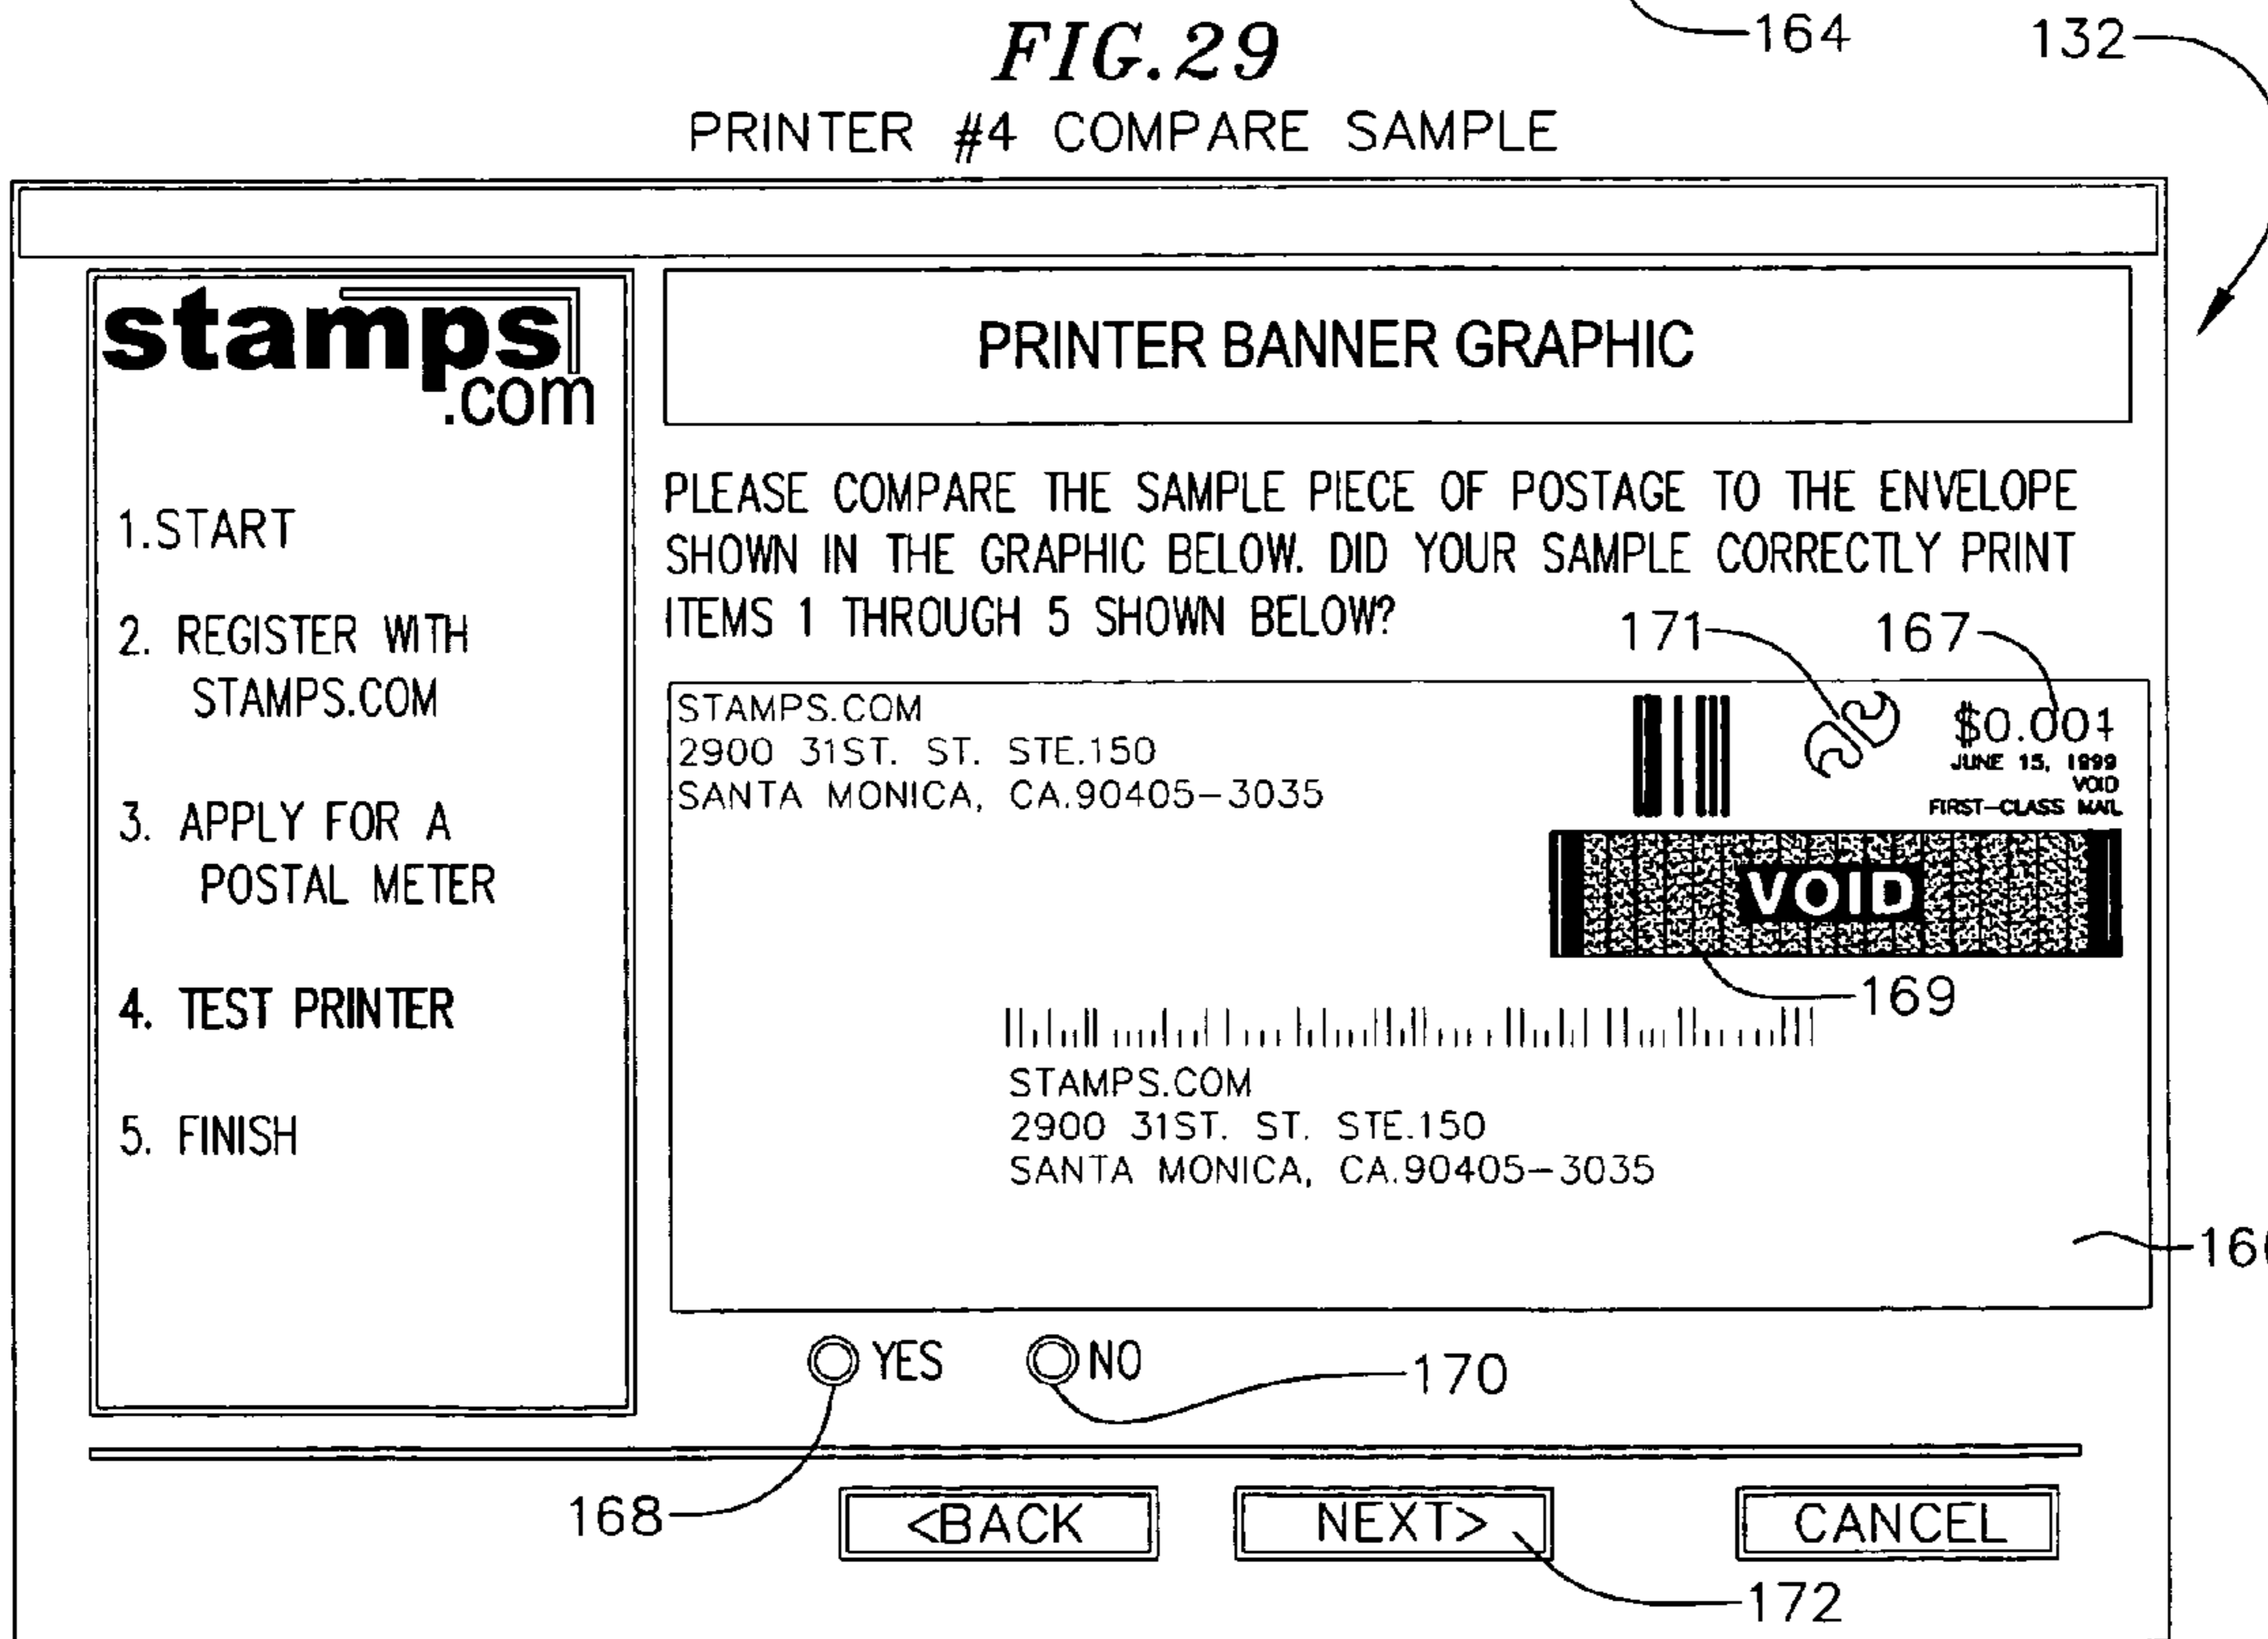 164
132
FIG.29
PRINTER #4 COMPARE SAMPLE
stamps
.com
PRINTER BANNER GRAPHIC
1.START
2. REGISTER WITH
STAMPS.COM
3. APPLY FOR A
POSTAL METER
4. TEST PRINTER
5. FINISH
PLEASE COMPARE THE SAMPLE PIECE OF POSTAGE TO THE ENVELOPE
SHOWN IN THE GRAPHIC BELOW. DID YOUR SAMPLE CORRECTLY PRINT
ITEMS 1 THROUGH 5 SHOWN BELOW?
171
167
STAMPS.COM
2900 31ST. ST. STE.150
SANTA MONICA, CA.90405-3035
JUNE 15, 1999
VOID
FIRST-CLASS MAIL
VOID
169
STAMPS.COM
2900 31ST. ST. STE.150
SANTA MONICA, CA.90405-3035
YES NO
170
168
<BACK NEXT> CANCEL
172